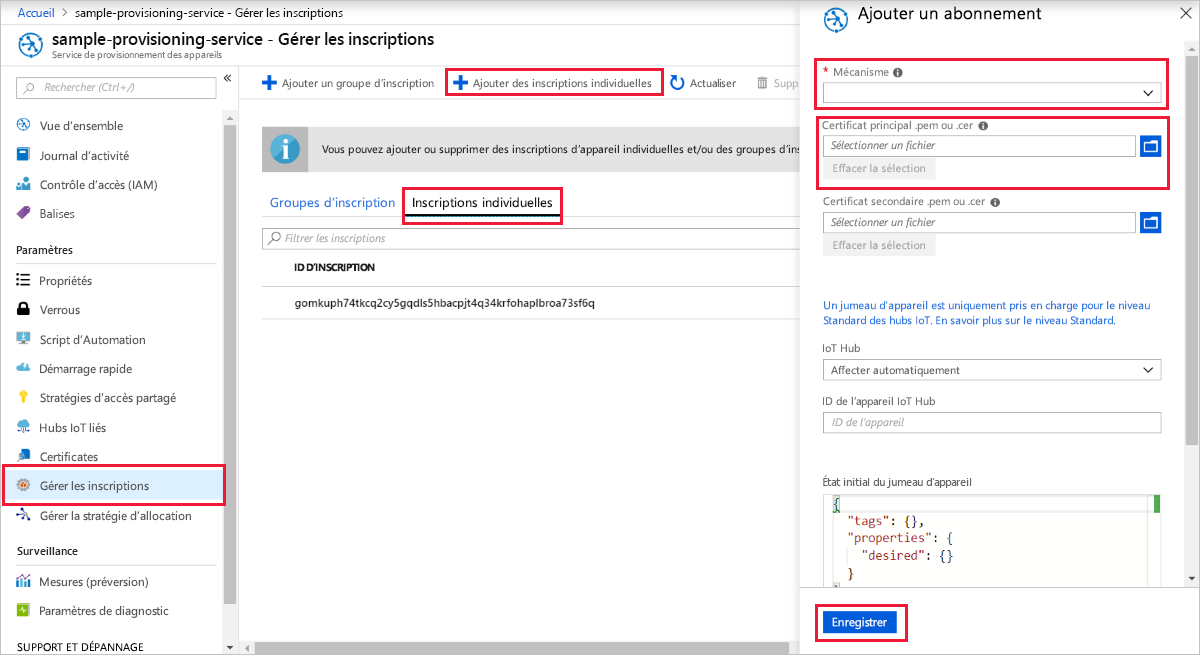 Accueil > sample-provisioning-service - Gérer les inscriptions
sample-provisioning-service - Gérer les inscriptions
Service de provisionnement des appareils
Rechercher (Ctrl+/)
«
Vue d'ensemble
Journal d'activité
Contrôle d'accès (IAM)
Balises
Paramètres
Propriétés
Verrous
Script d'Automation
Démarrage rapide
Stratégies d'accès partagé
Hubs IoT liés
Certificates
Gérer les inscriptions
Gérer la stratégie d'allocation
Surveillance
Mesures (préversion)
Paramètres de diagnostic
SUPPORT ET DÉPANNAGE
Ajouter un groupe d'inscription
Ajouter des inscriptions individuelles
Actualiser
Supp
Vous pouvez ajouter ou supprimer des inscriptions d'appareil individuelles et/ou des groupes d'ins
Groupes d'inscription
Inscriptions individuelles
Filtrer les inscriptions
ID D'INSCRIPTION
gomkuph74tkcq2cy5gqdls5hbacpjt4q34krfohaplbroa73sf6q
Ajouter un abonnement
* Mécanisme
Certificat principal .pem ou .cer
Sélectionner un fichier
Effacer la sélection
Certificat secondaire .pem ou .cer
Sélectionner un fichier
Effacer la sélection
Un jumeau d'appareil est uniquement pris en charge pour le niveau
Standard des hubs IoT. En savoir plus sur le niveau Standard.
IoT Hub
Affecter automatiquement
ID de l'appareil IoT Hub
ID de l'appareil
État initial du jumeau d'appareil
{
"tags": {},
"properties": {
"desired": {}
}
Enregistrer